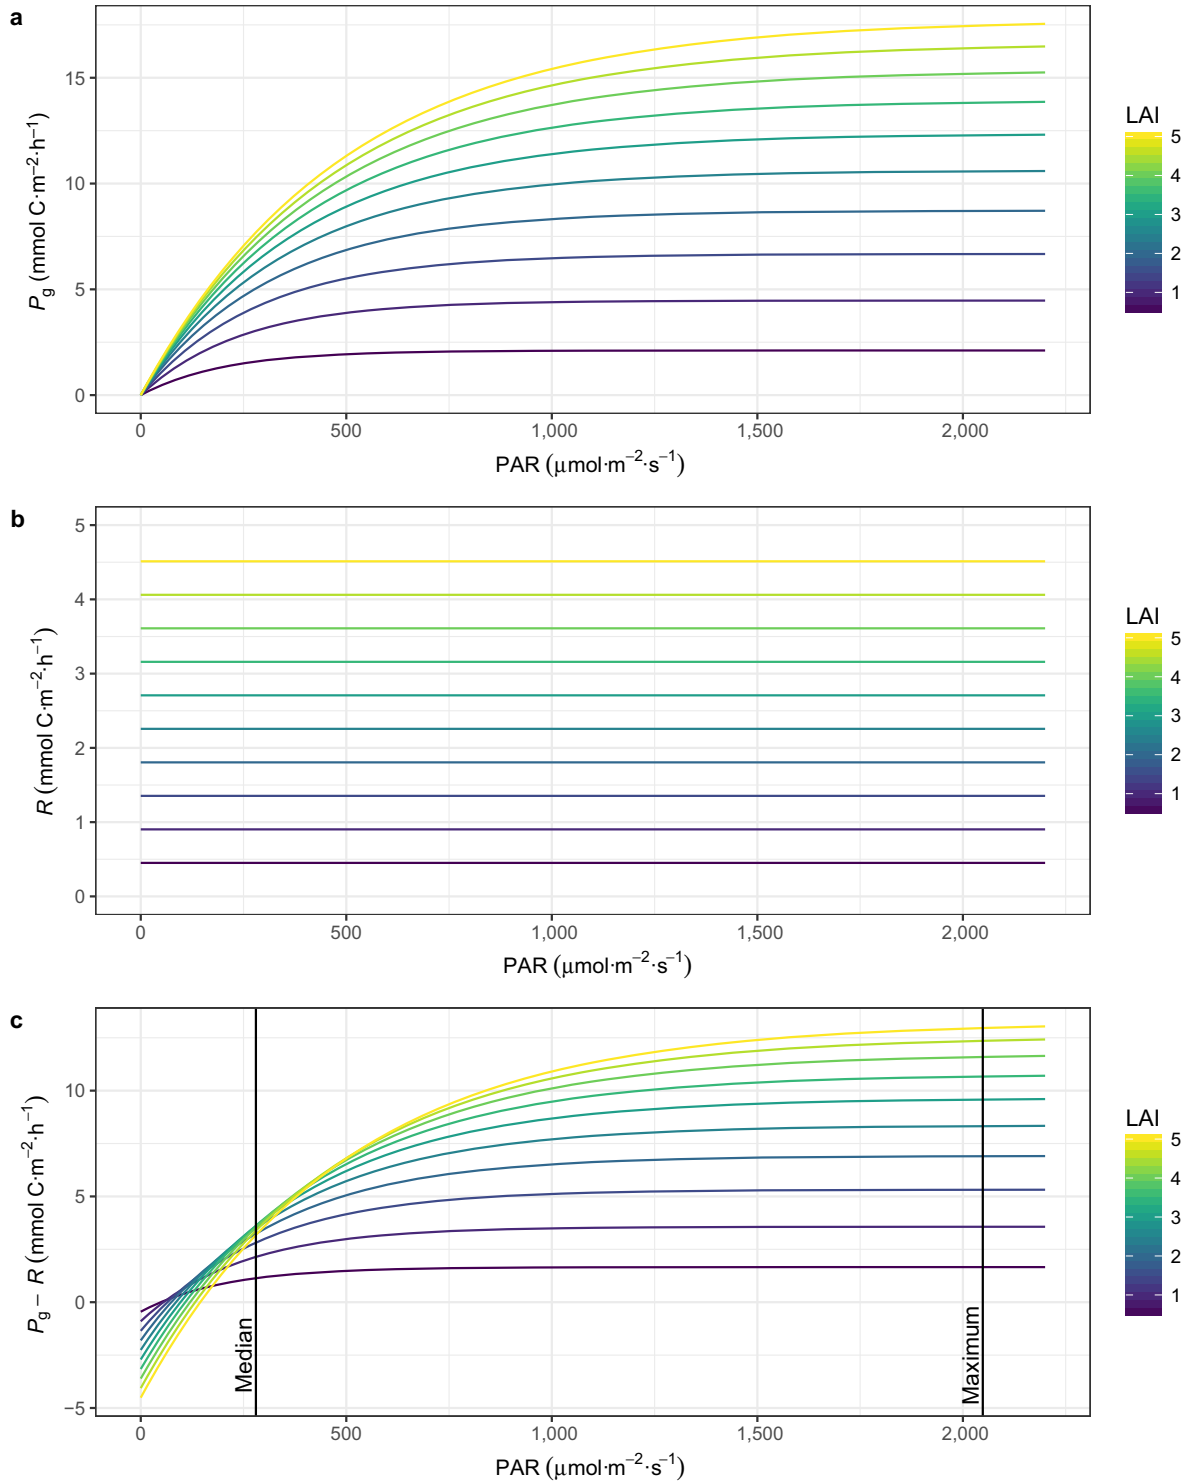 a
15
10
5
0
P_g (mmol C·m⁻²·h⁻¹)
0 500 1,000 1,500 2,000
PAR (μmol·m⁻²·s⁻¹)
LAI
5
4
3
2
1
b
5
4
3
2
1
0
R (mmol C·m⁻²·h⁻¹)
0 500 1,000 1,500 2,000
PAR (μmol·m⁻²·s⁻¹)
LAI
5
4
3
2
1
c
10
5
0
−5
P_g − R (mmol C·m⁻²·h⁻¹)
Median
Maximum
0 500 1,000 1,500 2,000
PAR (μmol·m⁻²·s⁻¹)
LAI
5
4
3
2
1